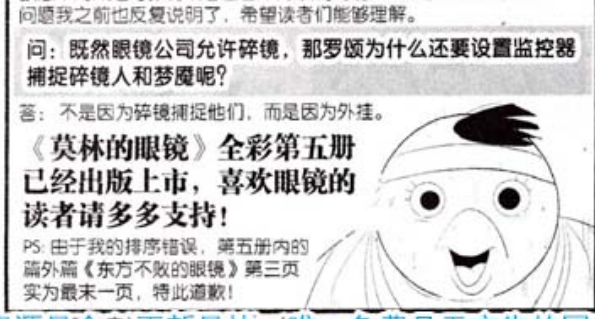 问题我之前也反复说明了，希望读者们能够理解。
问：既然眼镜公司允许碎镜，那罗颂为什么还要设置监控器
捕捉碎镜人和梦魇呢？
答：不是因为碎镜捕捉他们，而是因为外挂。
《莫林的眼镜》全彩第五册
已经出版上市，喜欢眼镜的
读者请多多支持！
PS:由于我的排序错误，第五册内的
篇外篇《东方不败的眼镜》第三页
实为最末一页，特此道歉！